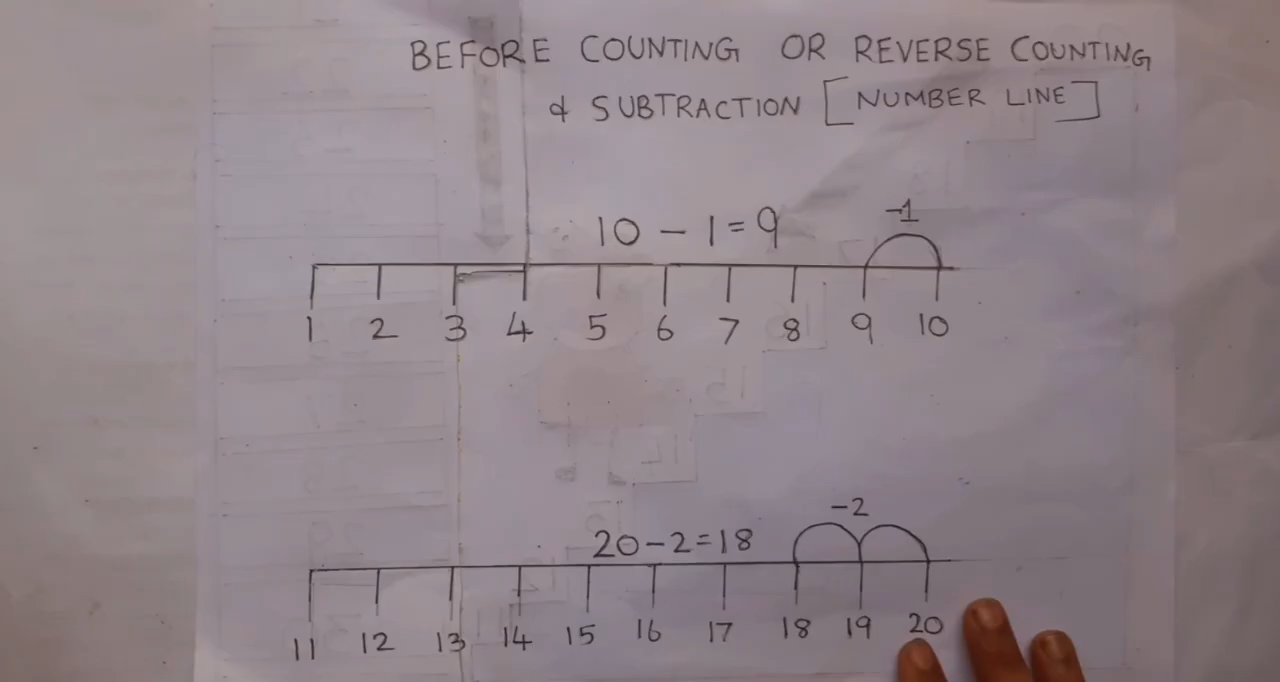 BEFORE COUNTING OR REVERSE COUNTING
& SUBTRACTION [NUMBER LINE]
-1
10 - 1 = 9
1 2 3 4 5 6 7 8 9 10
-2
20-2=18
11 12 13 14 15 16 17 18 19 20